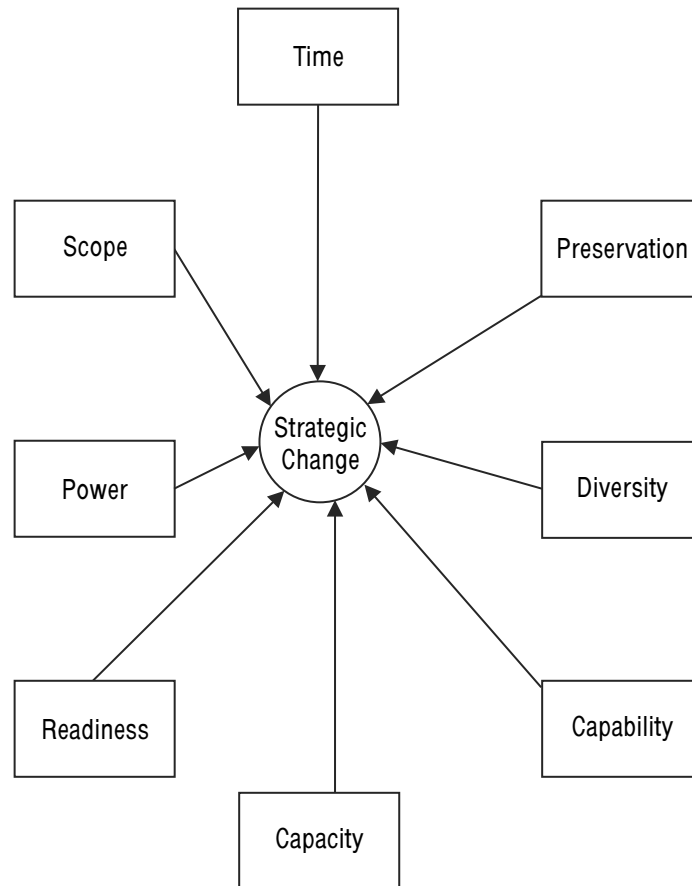 Time
Scope
Preservation
Strategic
Change
Power
Diversity
Readiness
Capability
Capacity